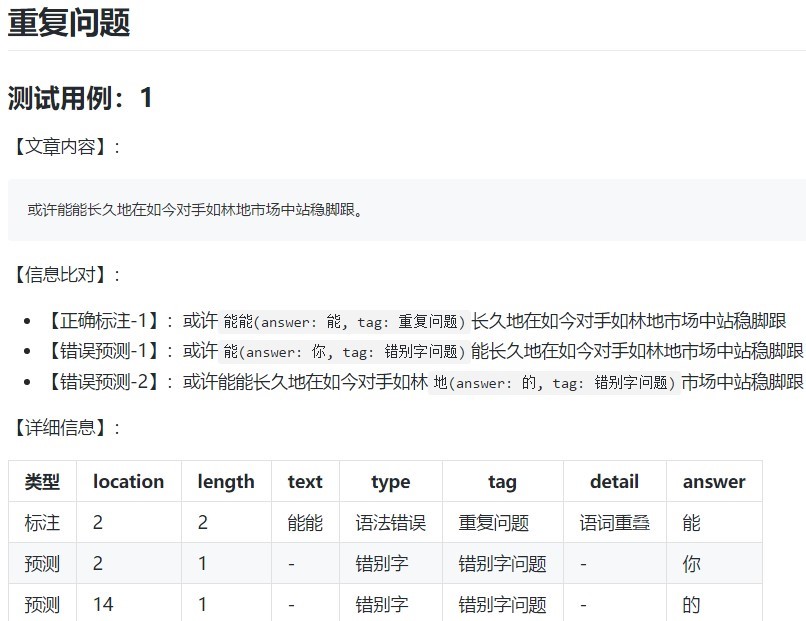 重复问题
测试用例：1
【文章内容】：
或许能能长久地在如今对手如林地市场中站稳脚跟。
【信息比对】：
• 【正确标注-1】：或许 能能(answer: 能, tag: 重复问题) 长久地在如今对手如林地市场中站稳脚跟
• 【错误预测-1】：或许 能(answer: 你, tag: 错别字问题) 能长久地在如今对手如林地市场中站稳脚跟
• 【错误预测-2】：或许能能长久地在如今对手如林 地(answer: 的, tag: 错别字问题) 市场中站稳脚跟
【详细信息】：
类型 location length text type tag detail answer
标注 2 2 能能 语法错误 重复问题 语词重叠 能
预测 2 1 - 错别字 错别字问题 - 你
预测 14 1 - 错别字 错别字问题 - 的